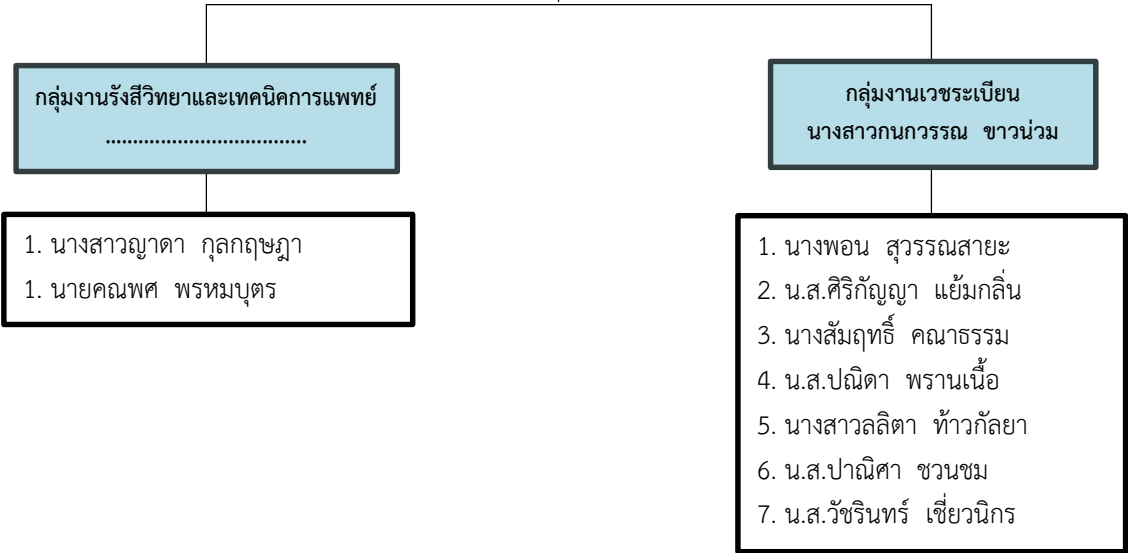 กลุ่มงานรังสีวิทยาและเทคนิคการแพทย์
......................................
1. นางสาวญาดา กุลกฤษฎา
1. นายคณพศ พรหมบุตร
กลุ่มงานเวชระเบียน
นางสาวกนกวรรณ ขาวน่วม
1. นางพอน สุวรรณสายะ
2. น.ส.ศิริกัญญา แย้มกลิ่น
3. นางสัมฤทธิ์ คณาธรรม
4. น.ส.ปณิดา พรานเนื้อ
5. นางสาวลลิตา ท้าวกัลยา
6. น.ส.ปาณิศา ชวนชม
7. น.ส.วัชรินทร์ เชี่ยวนิกร